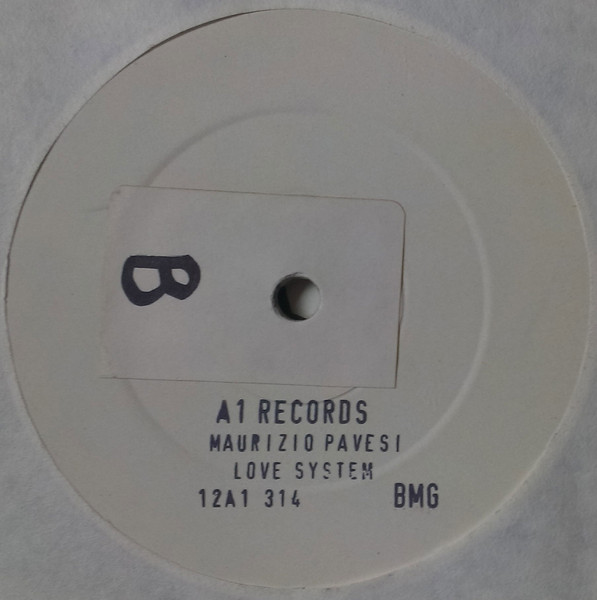 B
A1 RECORDS
MAURIZIO PAVESI
LOVE SYSTEM
12A1 314 BMG